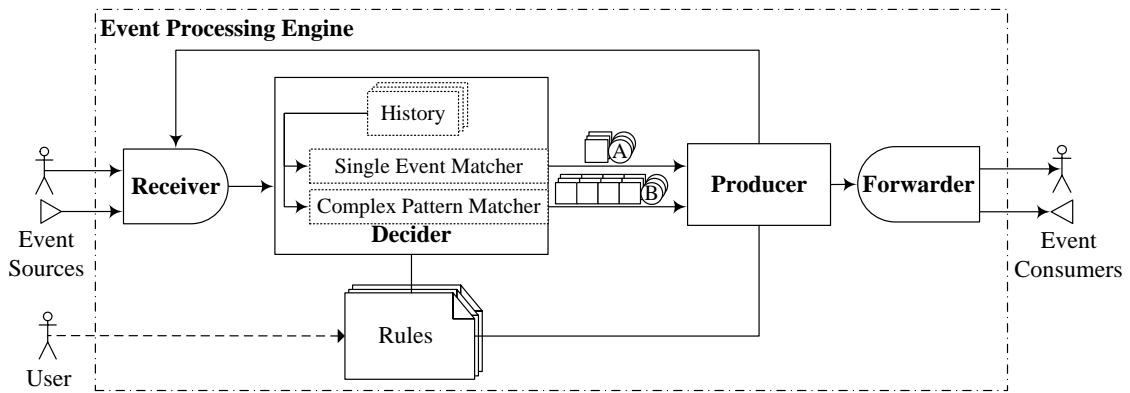 Event Processing Engine
History
Single Event Matcher
Complex Pattern Matcher
Decider
A
B
Receiver
Producer
Forwarder
Event
Sources
Event
Consumers
Rules
User